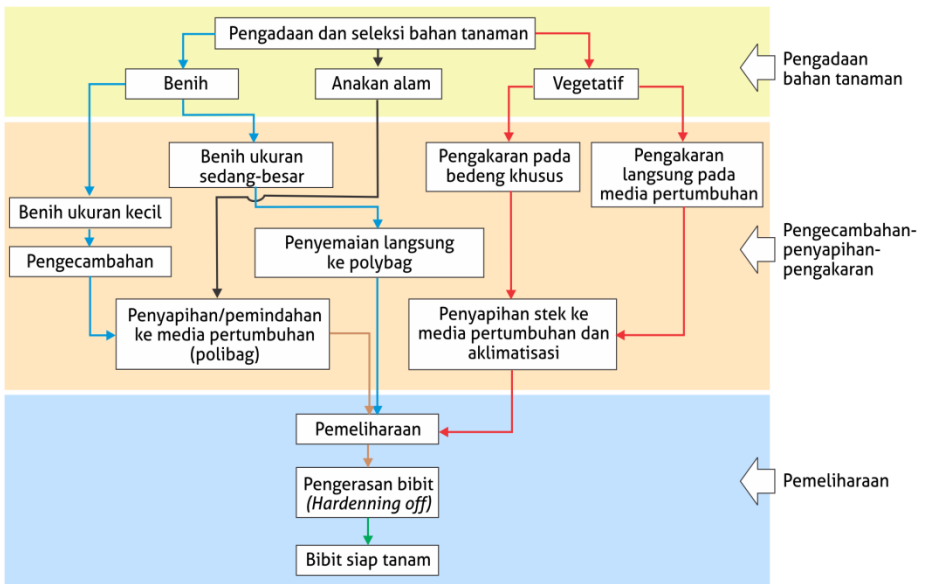 Pengadaan dan seleksi bahan tanaman
Benih
Anakan alam
Vegetatif
Pengadaan
bahan tanaman
Benih ukuran
sedang-besar
Pengakaran pada
bedeng khusus
Pengakaran
langsung pada
media pertumbuhan
Benih ukuran kecil
Pengecambahan
Penyemaian langsung
ke polybag
Pengecambahan-
penyapihan-
pengakaran
Penyapihan/pemindahan
ke media pertumbuhan
(polibag)
Penyapihan stek ke
media pertumbuhan dan
aklimatisasi
Pemeliharaan
Pengerasan bibit
(Hardenning off)
Bibit siap tanam
Pemeliharaan